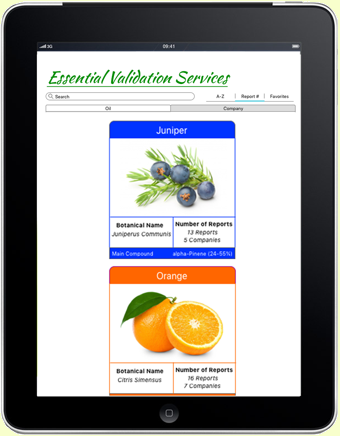 3G 09:41
Essential Validation Services
Search A-Z Report # Favorites
Oil Company
Juniper
Botanical Name Number of Reports
Juniperus Communis 13 Reports
5 Companies
Main Compound alpha-Pinene (24-55%)
Orange
Botanical Name Number of Reports
Citris Simensus 16 Reports
7 Companies